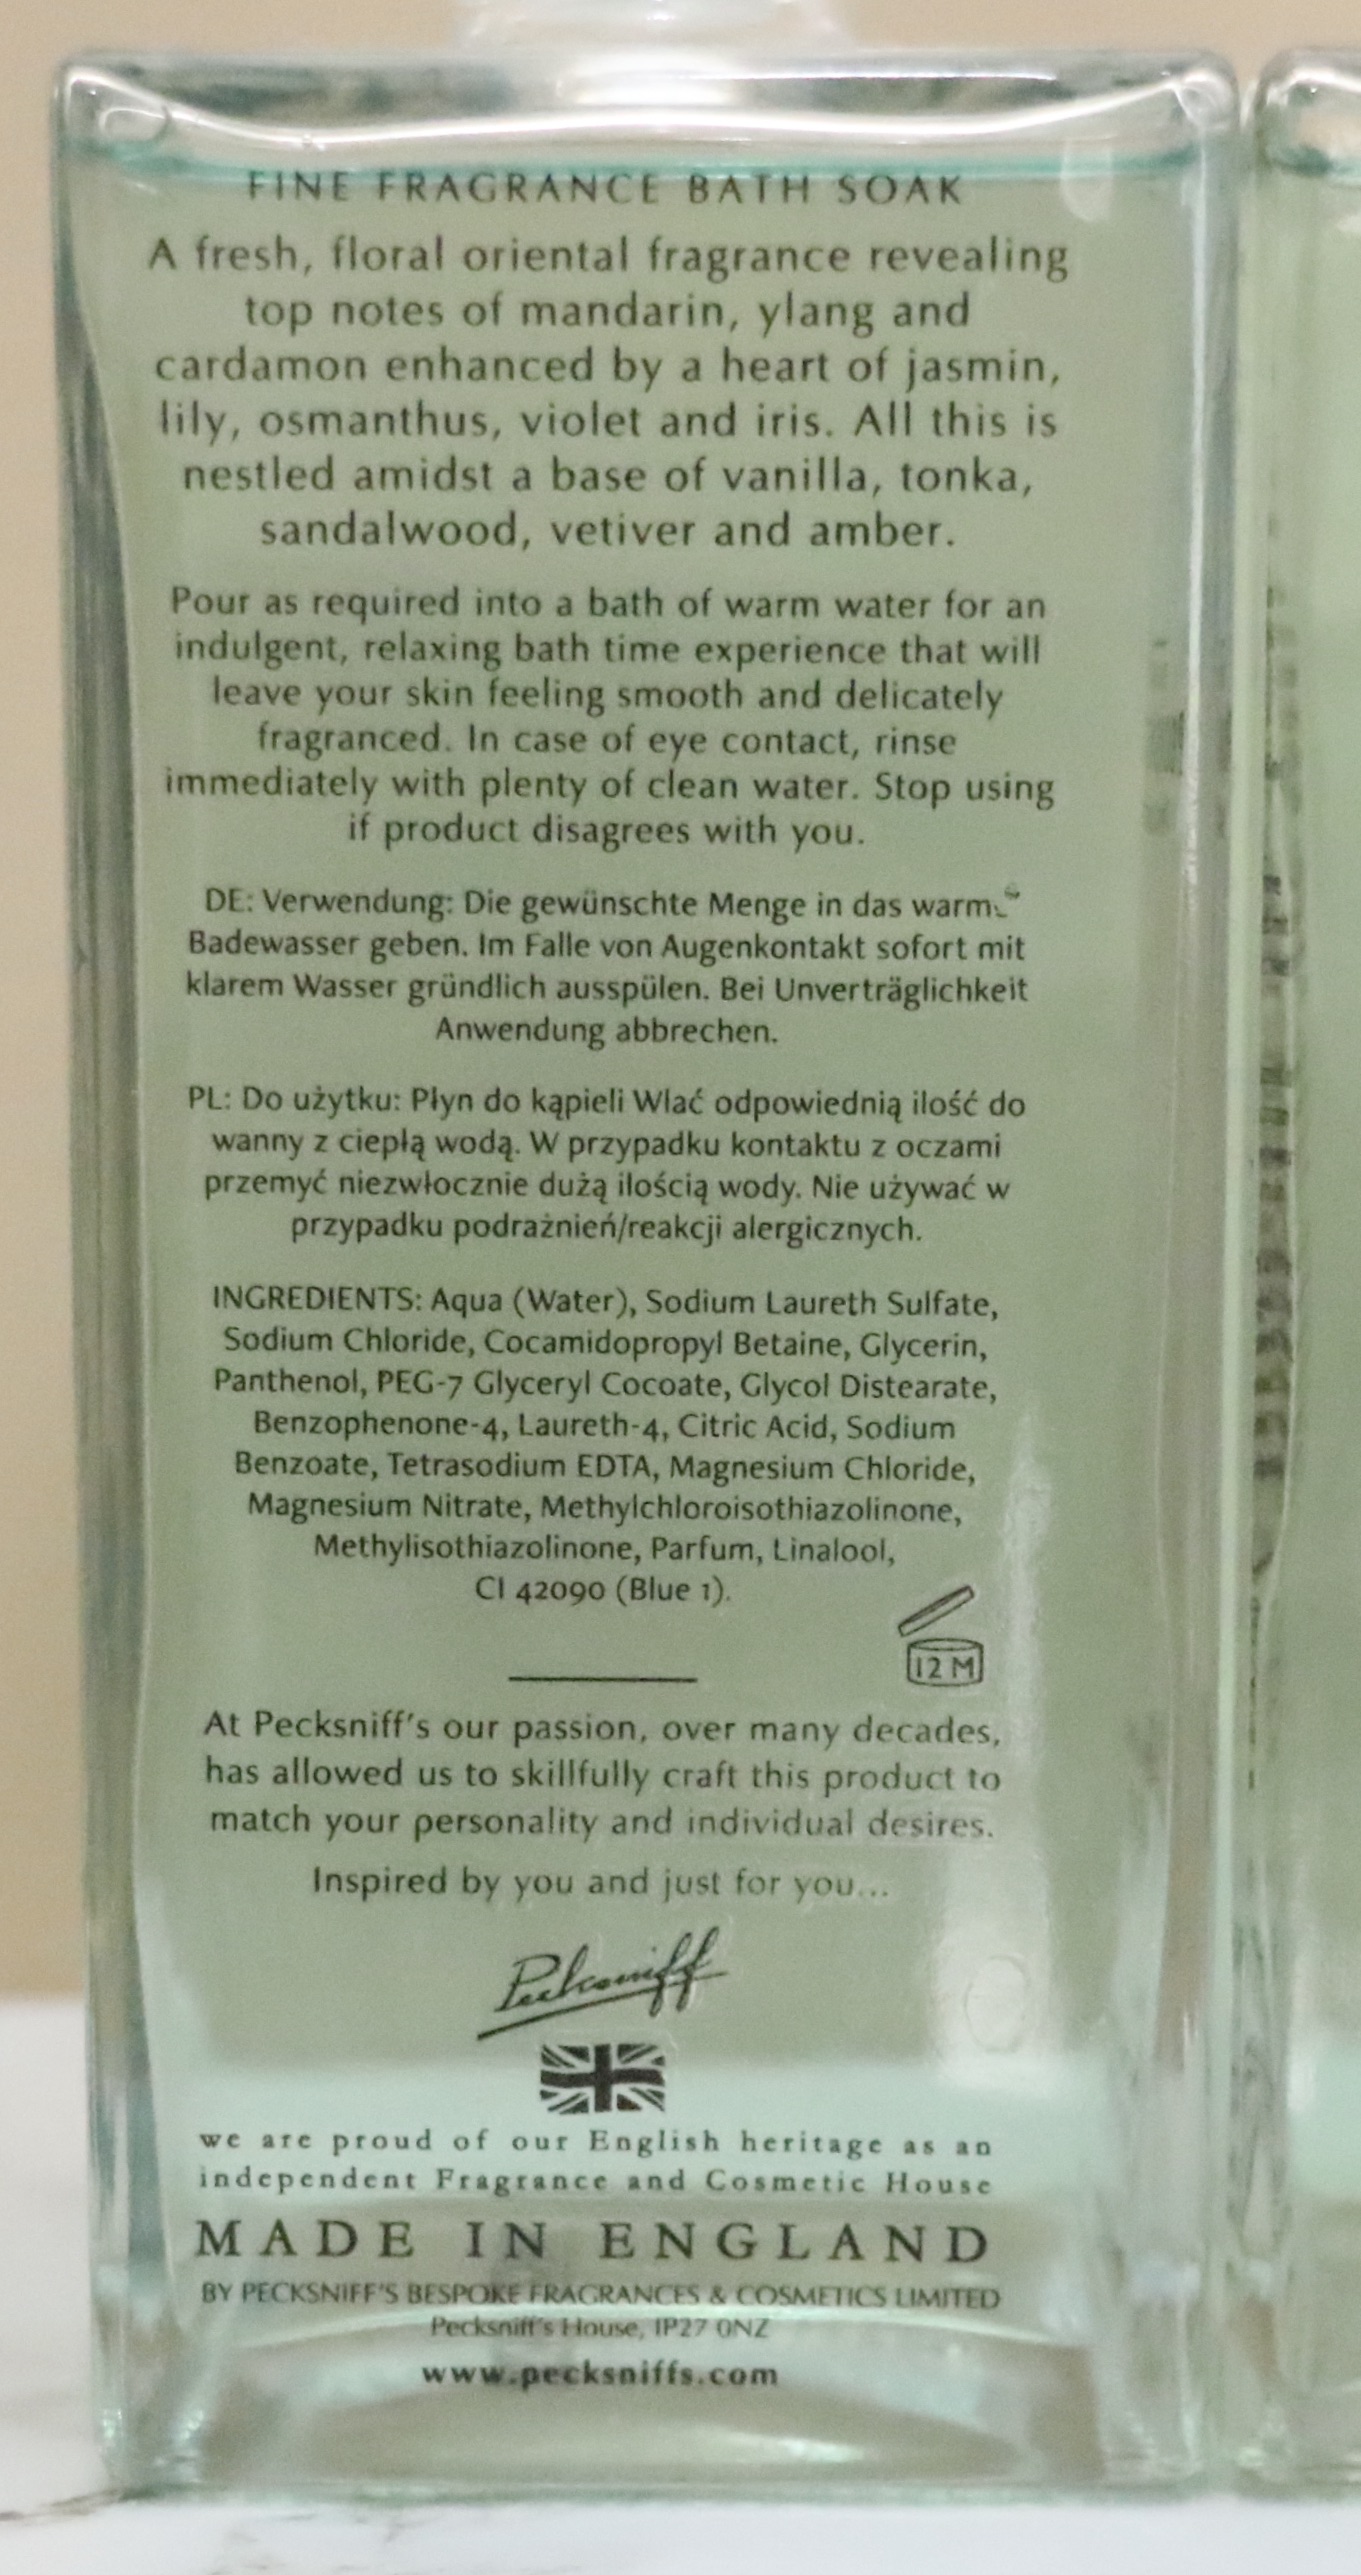 FINE FRAGRANCE BATH SOAK
A fresh, floral oriental fragrance revealing
top notes of mandarin, ylang and
cardamon enhanced by a heart of jasmin,
lily, osmanthus, violet and iris. All this is
nestled amidst a base of vanilla, tonka,
sandalwood, vetiver and amber.
Pour as required into a bath of warm water for an
indulgent, relaxing bath time experience that will
leave your skin feeling smooth and delicately
fragranced. In case of eye contact, rinse
immediately with plenty of clean water. Stop using
if product disagrees with you.
DE: Verwendung: Die gewünschte Menge in das warme
Badewasser geben. Im Falle von Augenkontakt sofort mit
klarem Wasser gründlich ausspülen. Bei Unverträglichkeit
Anwendung abbrechen.
PL: Do użytku: Płyn do kąpieli Wlać odpowiednią ilość do
wanny z ciepłą wodą. W przypadku kontaktu z oczami
przemyć niezwłocznie dużą ilością wody. Nie używać w
przypadku podrażnień/reakcji alergicznych.
INGREDIENTS: Aqua (Water), Sodium Laureth Sulfate,
Sodium Chloride, Cocamidopropyl Betaine, Glycerin,
Panthenol, PEG-7 Glyceryl Cocoate, Glycol Distearate,
Benzophenone-4, Laureth-4, Citric Acid, Sodium
Benzoate, Tetrasodium EDTA, Magnesium Chloride,
Magnesium Nitrate, Methylchloroisothiazolinone,
Methylisothiazolinone, Parfum, Linalool,
CI 42090 (Blue 1).
12 M
At Pecksniff's our passion, over many decades,
has allowed us to skillfully craft this product to
match your personality and individual desires.
Inspired by you and just for you...
Pecksniff
we are proud of our English heritage as an
independent Fragrance and Cosmetic House
MADE IN ENGLAND
BY PECKSNIFF'S BESPOKE FRAGRANCES & COSMETICS LIMITED
Pecksniff's House, IP27 0NZ
www.pecksniffs.com